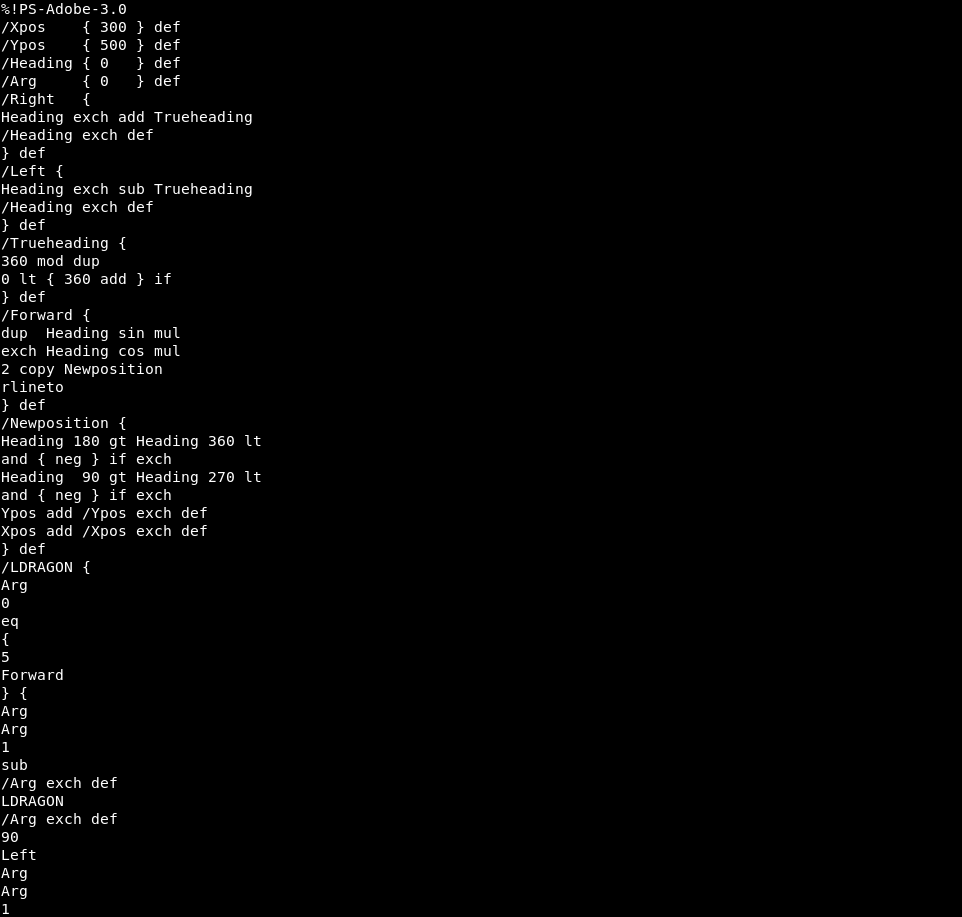 %!PS-Adobe-3.0
/Xpos    { 300 } def
/Ypos    { 500 } def
/Heading { 0   } def
/Arg     { 0   } def
/Right   {
Heading exch add Trueheading
/Heading exch def
} def
/Left {
Heading exch sub Trueheading
/Heading exch def
} def
/Trueheading {
360 mod dup
0 lt { 360 add } if
} def
/Forward {
dup  Heading sin mul
exch Heading cos mul
2 copy Newposition
rlineto
} def
/Newposition {
Heading 180 gt Heading 360 lt
and { neg } if exch
Heading  90 gt Heading 270 lt
and { neg } if exch
Ypos add /Ypos exch def
Xpos add /Xpos exch def
} def
/LDRAGON {
Arg
0
eq
{
5
Forward
} {
Arg
Arg
1
sub
/Arg exch def
LDRAGON
/Arg exch def
90
Left
Arg
Arg
1